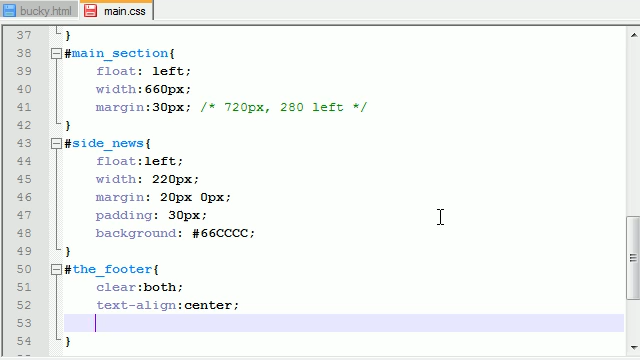 bucky.html main.css
37 }
38 #main_section{
39 float: left;
40 width:660px;
41 margin:30px; /* 720px, 280 left */
42 }
43 #side_news{
44 float:left;
45 width: 220px;
46 margin: 20px 0px;
47 padding: 30px;
48 background: #66CCCC;
49 }
50 #the_footer{
51 clear:both;
52 text-align:center;
53
54 }